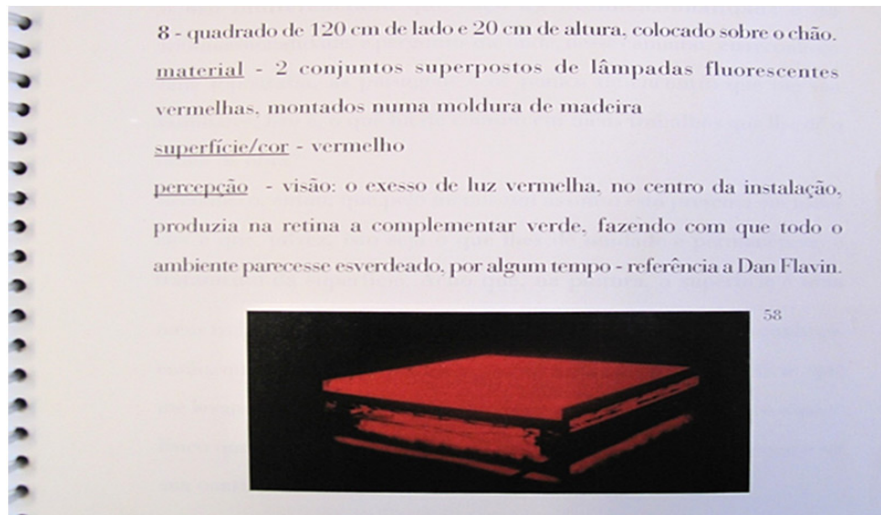 8 - quadrado de 120 cm de lado e 20 cm de altura, colocado sobre o chão.
material - 2 conjuntos superpostos de lâmpadas fluorescentes
vermelhas, montados numa moldura de madeira
superfície/cor - vermelho
percepção - visão: o exesso de luz vermelha, no centro da instalação,
produzia na retina a complementar verde, fazendo com que todo o
ambiente parecesse esverdeado, por algum tempo - referência a Dan Flavin.
58